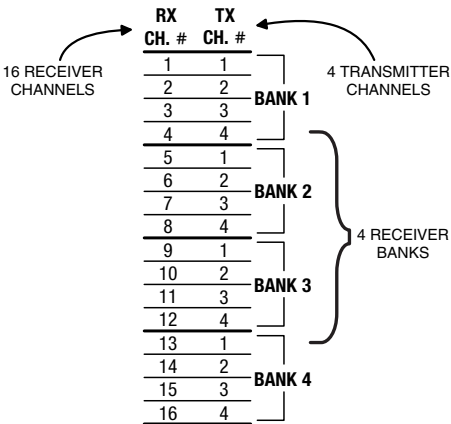 RX TX
CH. # CH. #
16 RECEIVER
CHANNELS
4 TRANSMITTER
CHANNELS
1 1
2 2
3 3
4 4
BANK 1
5 1
6 2
7 3
8 4
BANK 2
9 1
10 2
11 3
12 4
BANK 3
13 1
14 2
15 3
16 4
BANK 4
4 RECEIVER
BANKS